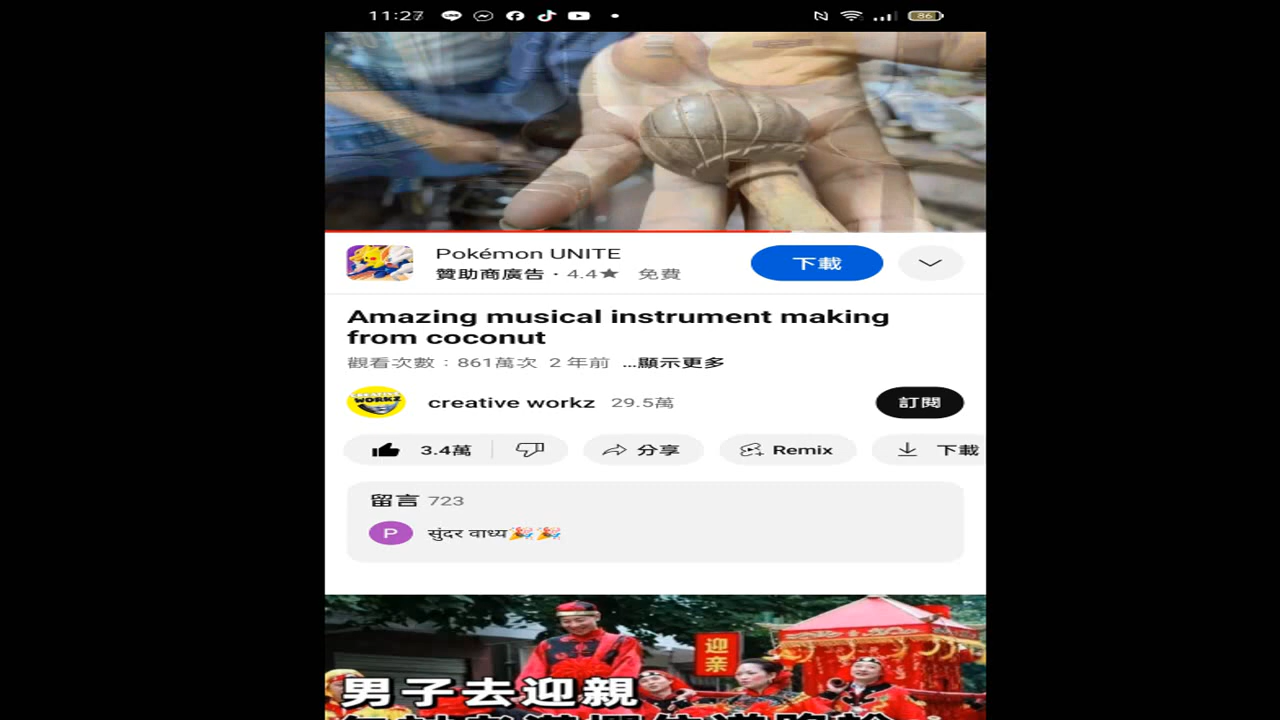 11:27
86
Pokémon UNITE
贊助商廣告・4.4★ 免費
下載
Amazing musical instrument making
from coconut
觀看次數：861萬次 2 年前 ...顯示更多
WORKZ
creative workz 29.5萬
訂閱
3.4萬
分享
Remix
下載
留言 723
P
सुंदर वाध्य🎉🎉
迎
亲
男子去迎親